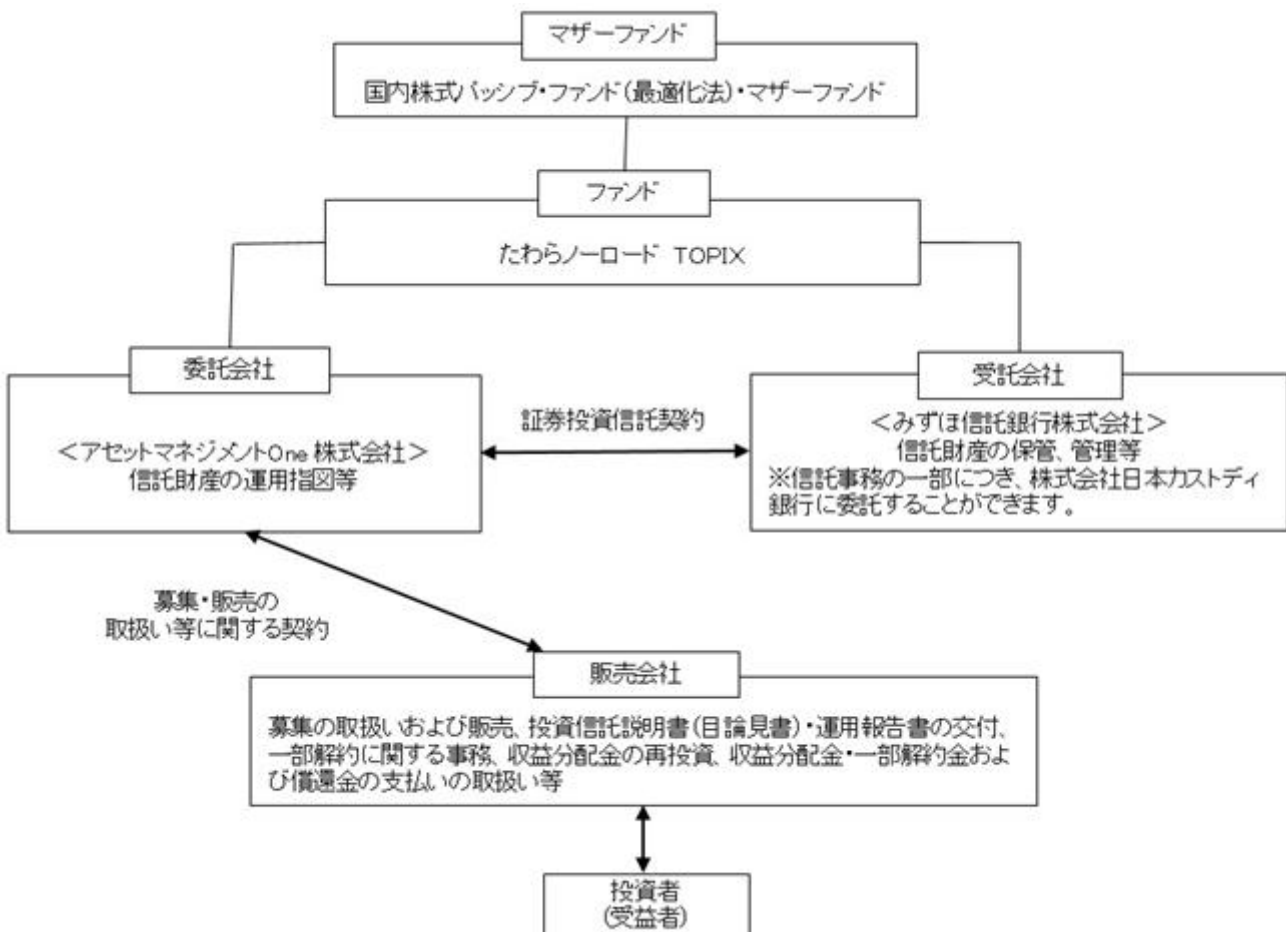 マザーファンド
国内株式パッシブ・ファンド(最適化法)・マザーファンド
ファンド
たわらノーロード TOPIX
委託会社
<アセットマネジメントOne 株式会社>
信託財産の運用指図等
証券投資信託契約
受託会社
<みずほ信託銀行株式会社>
信託財産の保管、管理等
※信託事務の一部につき、株式会社日本カストディ
銀行に委託することができます。
募集・販売の
取扱い等に関する契約
販売会社
募集の取扱いおよび販売、投資信託説明書(目論見書)・運用報告書の交付、
一部解約に関する事務、収益分配金の再投資、収益分配金・一部解約金およ
び償還金の支払いの取扱い等
投資者
(受益者)